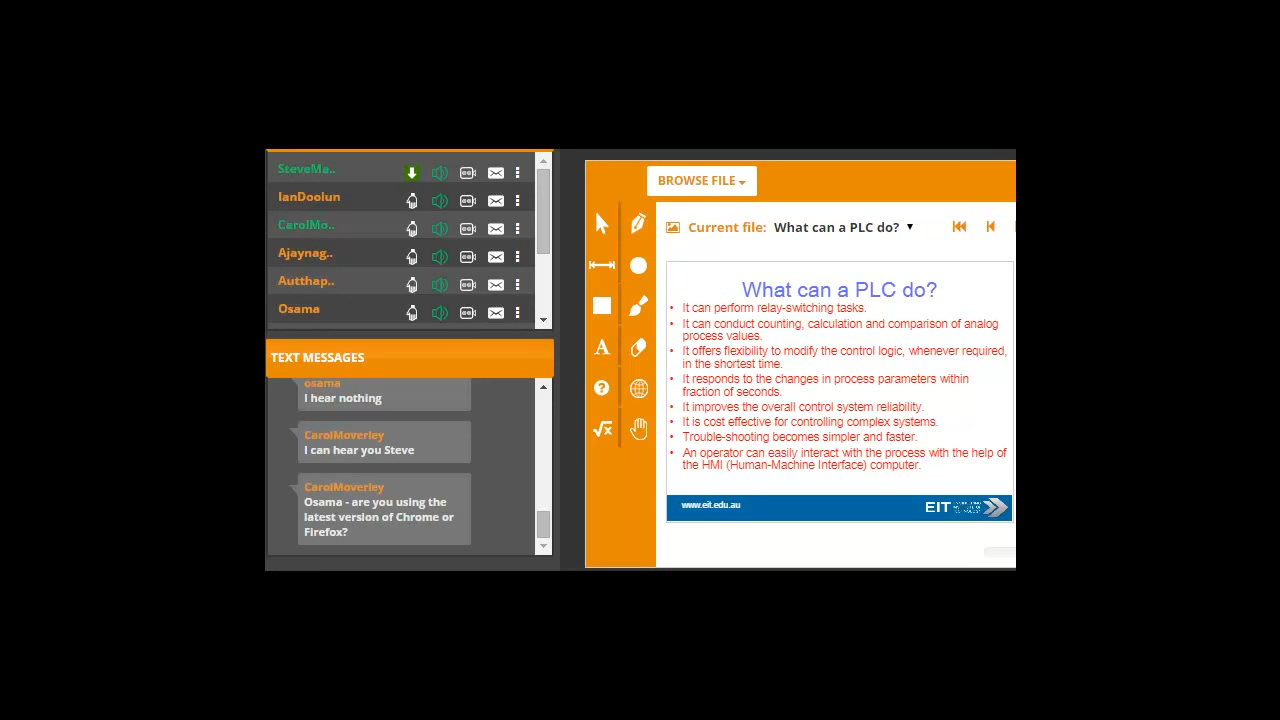 SteveMa..
IanDoolun
CarolMo..
Ajaynag..
Autthap..
Osama
TEXT MESSAGES
osama
I hear nothing
CarolMoverley
I can hear you Steve
CarolMoverley
Osama - are you using the
latest version of Chrome or
Firefox?
BROWSE FILE
Current file: What can a PLC do?
A
?
√x
What can a PLC do?
• It can perform relay-switching tasks.
• It can conduct counting, calculation and comparison of analog
process values.
• It offers flexibility to modify the control logic, whenever required,
in the shortest time.
• It responds to the changes in process parameters within
fraction of seconds.
• It improves the overall control system reliability.
• It is cost effective for controlling complex systems.
• Trouble-shooting becomes simpler and faster.
• An operator can easily interact with the process with the help of
the HMI (Human-Machine Interface) computer.
www.eit.edu.au
EIT